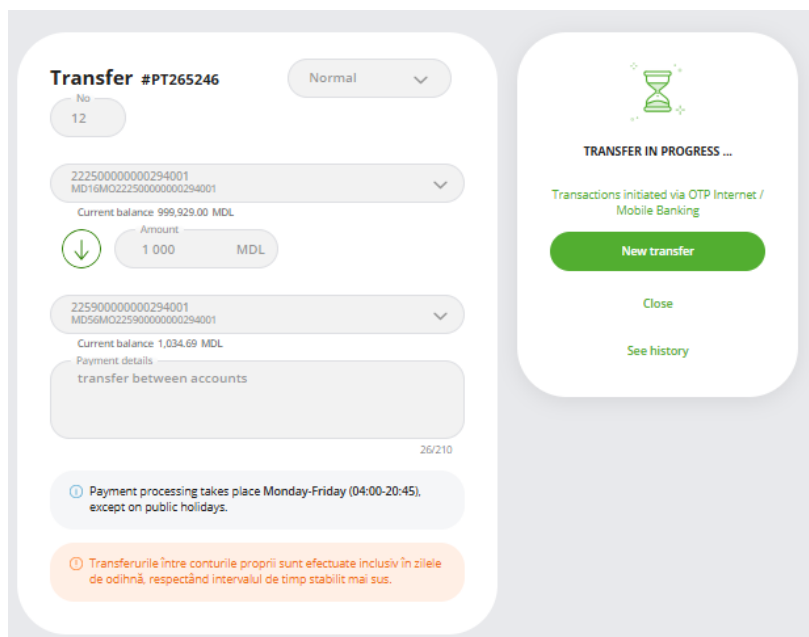 Transfer #PT265246
Normal
No
12
222500000000294001
MD16MO222500000000294001
Current balance 999,929.00 MDL
Amount
1 000 MDL
225900000000294001
MD56MO225900000000294001
Current balance 1,034.69 MDL
Payment details
transfer between accounts
26/210
Payment processing takes place Monday-Friday (04:00-20:45),
except on public holidays.
Transferurile între conturile proprii sunt efectuate inclusiv în zilele
de odihnă, respectând intervalul de timp stabilit mai sus.
TRANSFER IN PROGRESS ...
Transactions initiated via OTP Internet /
Mobile Banking
New transfer
Close
See history